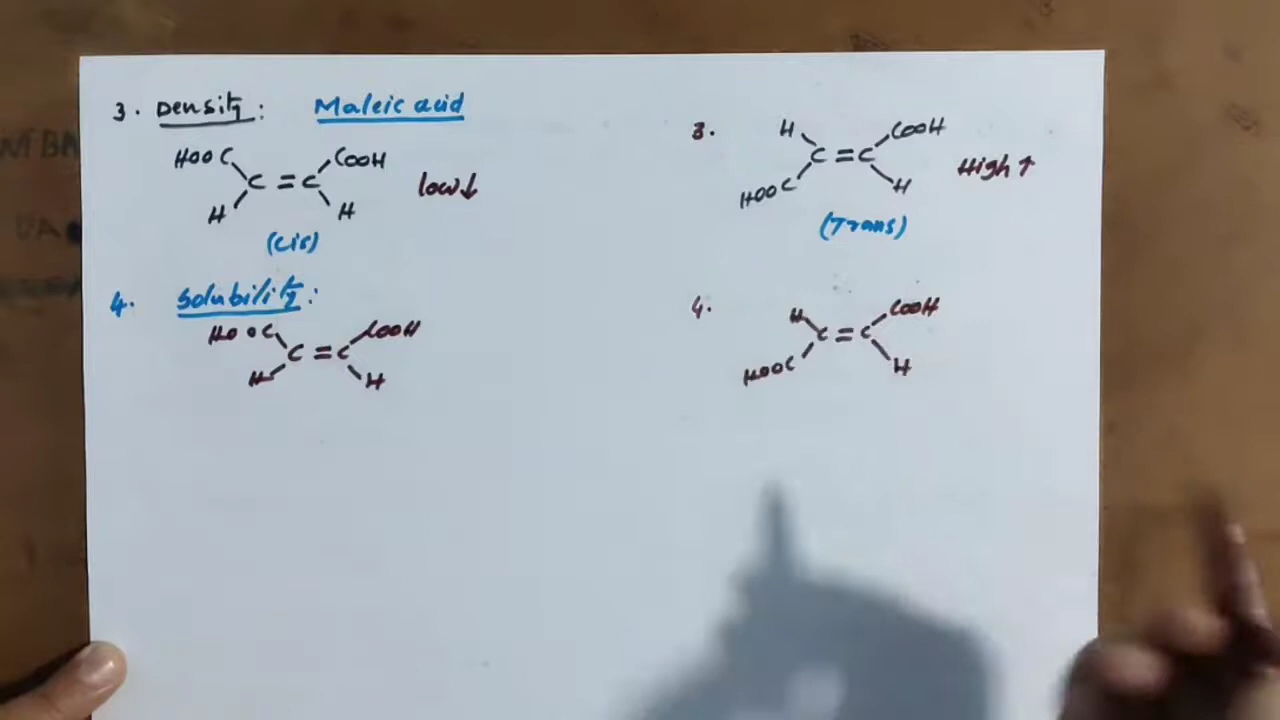 3. Density: Maleic acid
HOOC COOH
C = C low↓
H H
(Cis)
4. Solubility:
HOOC COOH
C = C
H H
3. H COOH
C = C High ↑
HOOC H
(Trans)
4. H COOH
C = C
HOOC H